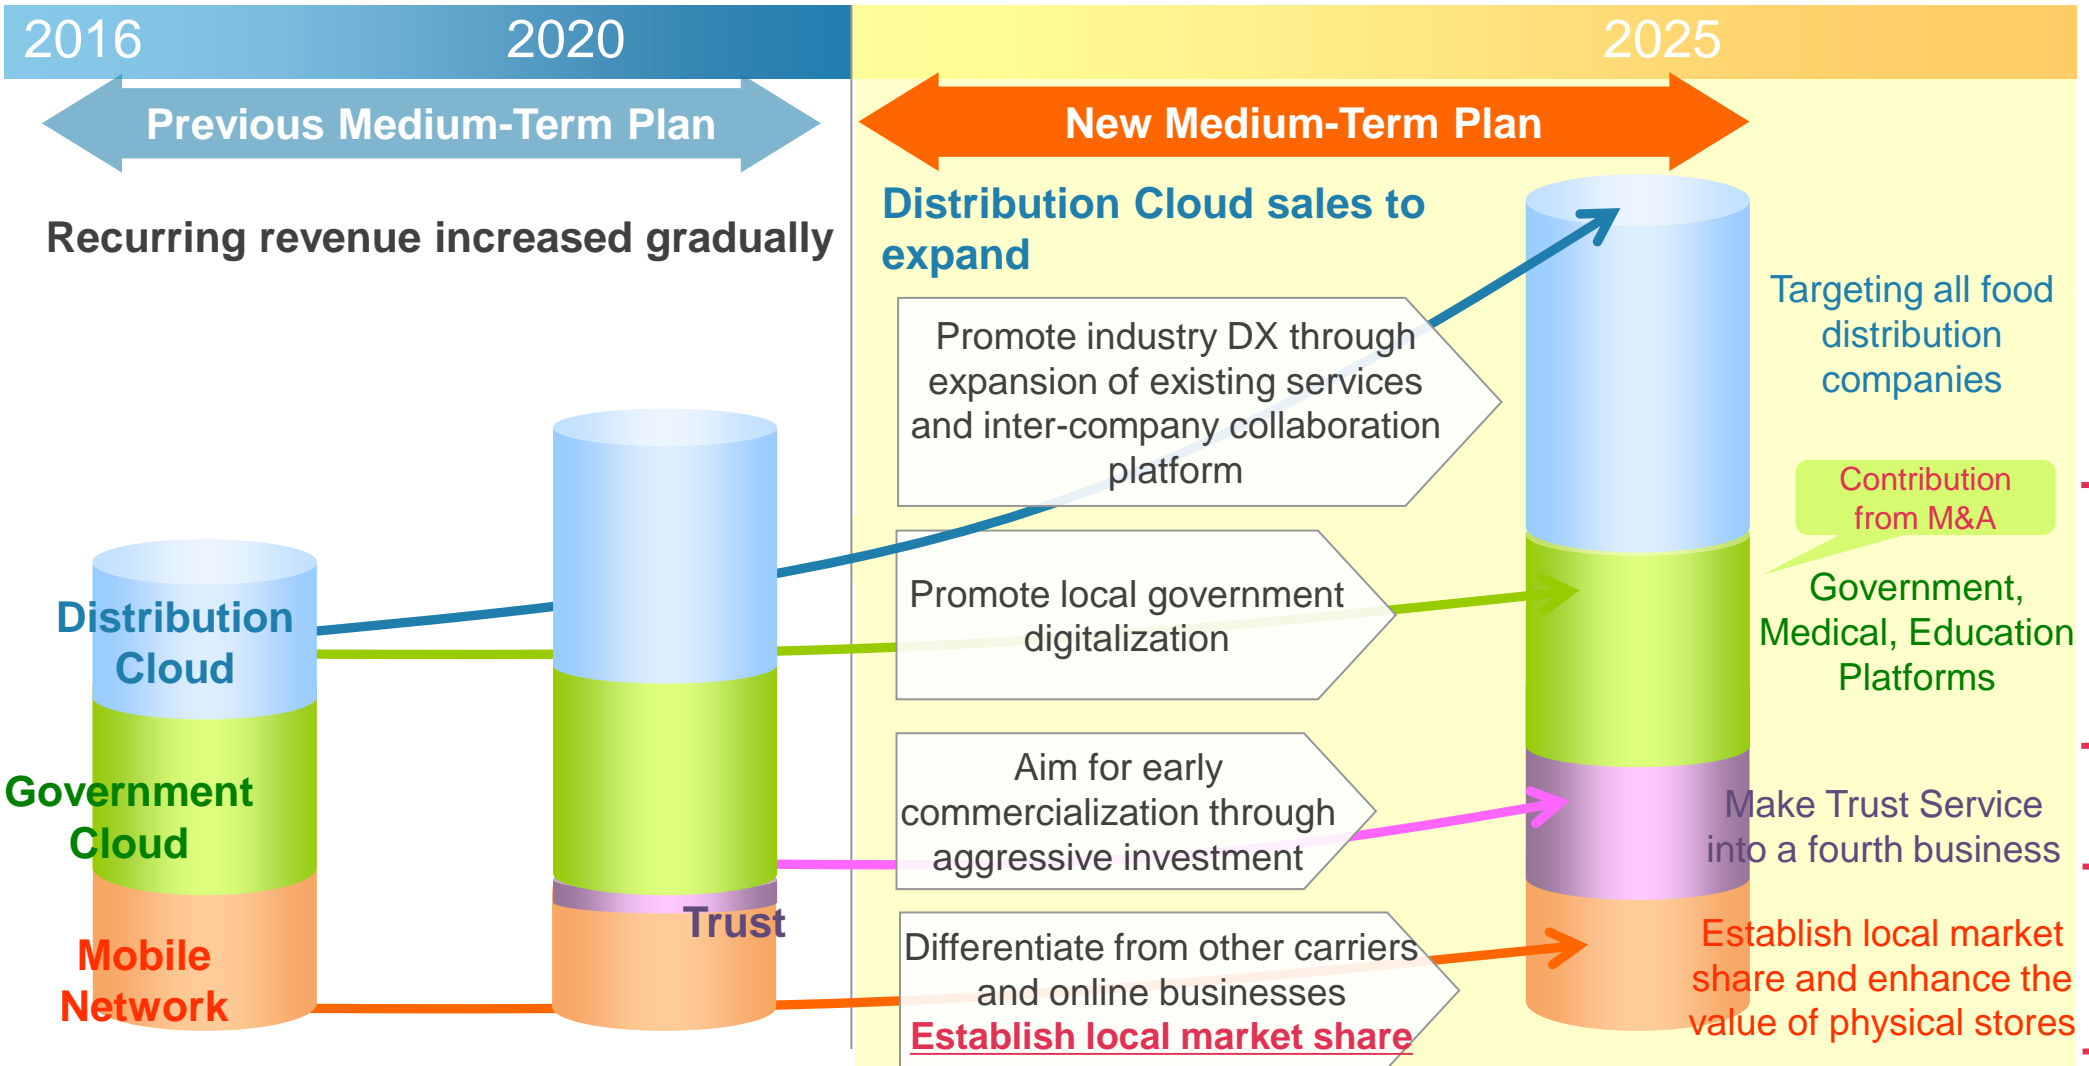 2016
2020
2025
Previous Medium-Term Plan
New Medium-Term Plan
Recurring revenue increased gradually
Distribution Cloud sales to
expand
Promote industry DX through
expansion of existing services
and inter-company collaboration
platform
Targeting all food
distribution
companies
Contribution
from M&A
Distribution
Cloud
Promote local government
digitalization
Government,
Medical, Education
Platforms
Government
Cloud
Aim for early
commercialization through
aggressive investment
Make Trust Service
into a fourth business
Trust
Mobile
Network
Differentiate from other carriers
and online businesses
Establish local market share
Establish local market
share and enhance the
value of physical stores